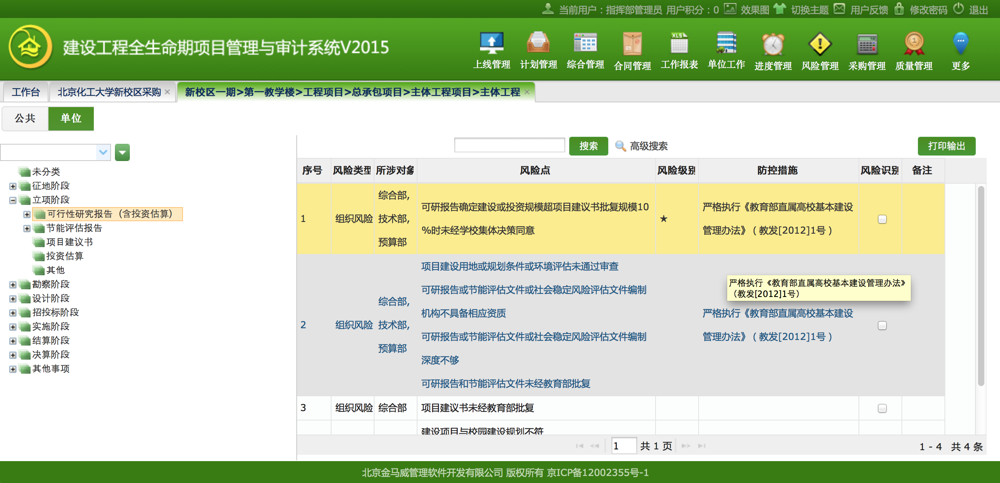 当前用户：指挥部管理员 用户积分：0 效果图 切换主题 用户反馈 修改密码 退出
建设工程全生命期项目管理与审计系统V2015
上线管理 计划管理 综合管理 合同管理 工作报表 单位工作 进度管理 风险管理 采购管理 质量管理 更多
工作台 北京化工大学新校区采购 新校区一期>第一教学楼>工程项目>总承包项目>主体工程项目>主体工程
公共 单位
搜索 高级搜索 打印输出
未分类
征地阶段
立项阶段
可行性研究报告（含投资估算）
节能评估报告
项目建议书
投资估算
其他
勘察阶段
设计阶段
招投标阶段
实施阶段
结算阶段
决算阶段
其他事项
序号 风险类型 所涉对象 风险点 风险级别 防控措施 风险识别 备注
1
组织风险
综合部,
技术部,
预算部
可研报告确定建设或投资规模超项目建议书批复规模10
%时未经学校集体决策同意
★
严格执行《教育部直属高校基本建设
管理办法》（教发[2012]1号）
2
组织风险
综合部,
技术部,
预算部
项目建设用地或规划条件或环境评估未通过审查
可研报告或节能评估文件或社会稳定风险评估文件编制
机构不具备相应资质
可研报告或节能评估文件或社会稳定风险评估文件编制
深度不够
可研报告和节能评估文件未经教育部批复
严格执行《教育部直属高校基本建设管理办法》
（教发[2012]1号）
严格执行《教育部直属高校基本建设
管理办法》（教发[2012]1号）
3 组织风险 综合部 项目建议书未经教育部批复
建设项目与校园建设规划不符
1 共 1 页
1 - 4 共 4 条
北京金马威管理软件开发有限公司 版权所有 京ICP备12002355号-1